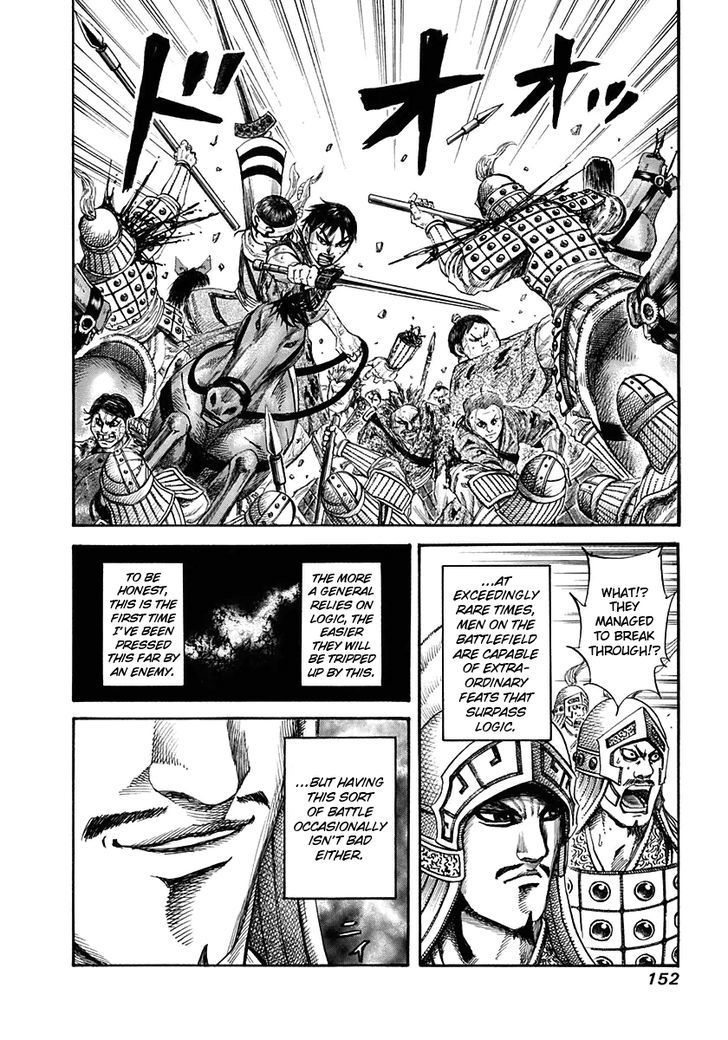 ドオオッ
WHAT!?
THEY
MANAGED
TO BREAK
THROUGH!?
...AT
EXCEEDINGLY
RARE TIMES,
MEN ON THE
BATTLEFIELD
ARE CAPABLE
OF EXTRA-
ORDINARY
FEATS THAT
SURPASS
LOGIC.
THE MORE
A GENERAL
RELIES ON
LOGIC, THE
EASIER
THEY WILL
BE TRIPPED
UP BY THIS.
TO BE
HONEST,
THIS IS THE
FIRST TIME
I'VE BEEN
PRESSED
THIS FAR BY
AN ENEMY.
...BUT HAVING
THIS SORT
OF BATTLE
OCCASIONALLY
ISN'T BAD
EITHER.
ニィ
152